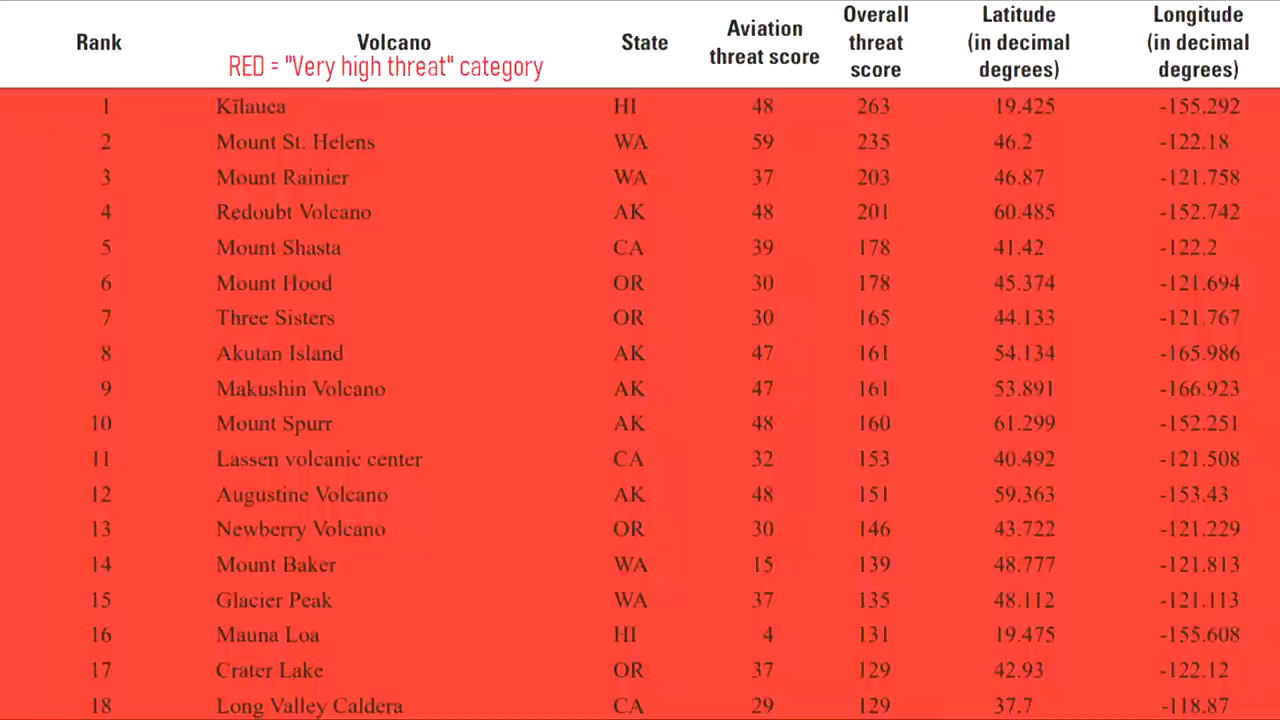 Rank Volcano State Aviation threat score Overall threat score Latitude (in decimal degrees) Longitude (in decimal degrees)
RED = "Very high threat" category
1 Kīlauea HI 48 263 19.425 -155.292
2 Mount St. Helens WA 59 235 46.2 -122.18
3 Mount Rainier WA 37 203 46.87 -121.758
4 Redoubt Volcano AK 48 201 60.485 -152.742
5 Mount Shasta CA 39 178 41.42 -122.2
6 Mount Hood OR 30 178 45.374 -121.694
7 Three Sisters OR 30 165 44.133 -121.767
8 Akutan Island AK 47 161 54.134 -165.986
9 Makushin Volcano AK 47 161 53.891 -166.923
10 Mount Spurr AK 48 160 61.299 -152.251
11 Lassen volcanic center CA 32 153 40.492 -121.508
12 Augustine Volcano AK 48 151 59.363 -153.43
13 Newberry Volcano OR 30 146 43.722 -121.229
14 Mount Baker WA 15 139 48.777 -121.813
15 Glacier Peak WA 37 135 48.112 -121.113
16 Mauna Loa HI 4 131 19.475 -155.608
17 Crater Lake OR 37 129 42.93 -122.12
18 Long Valley Caldera CA 29 129 37.7 -118.87